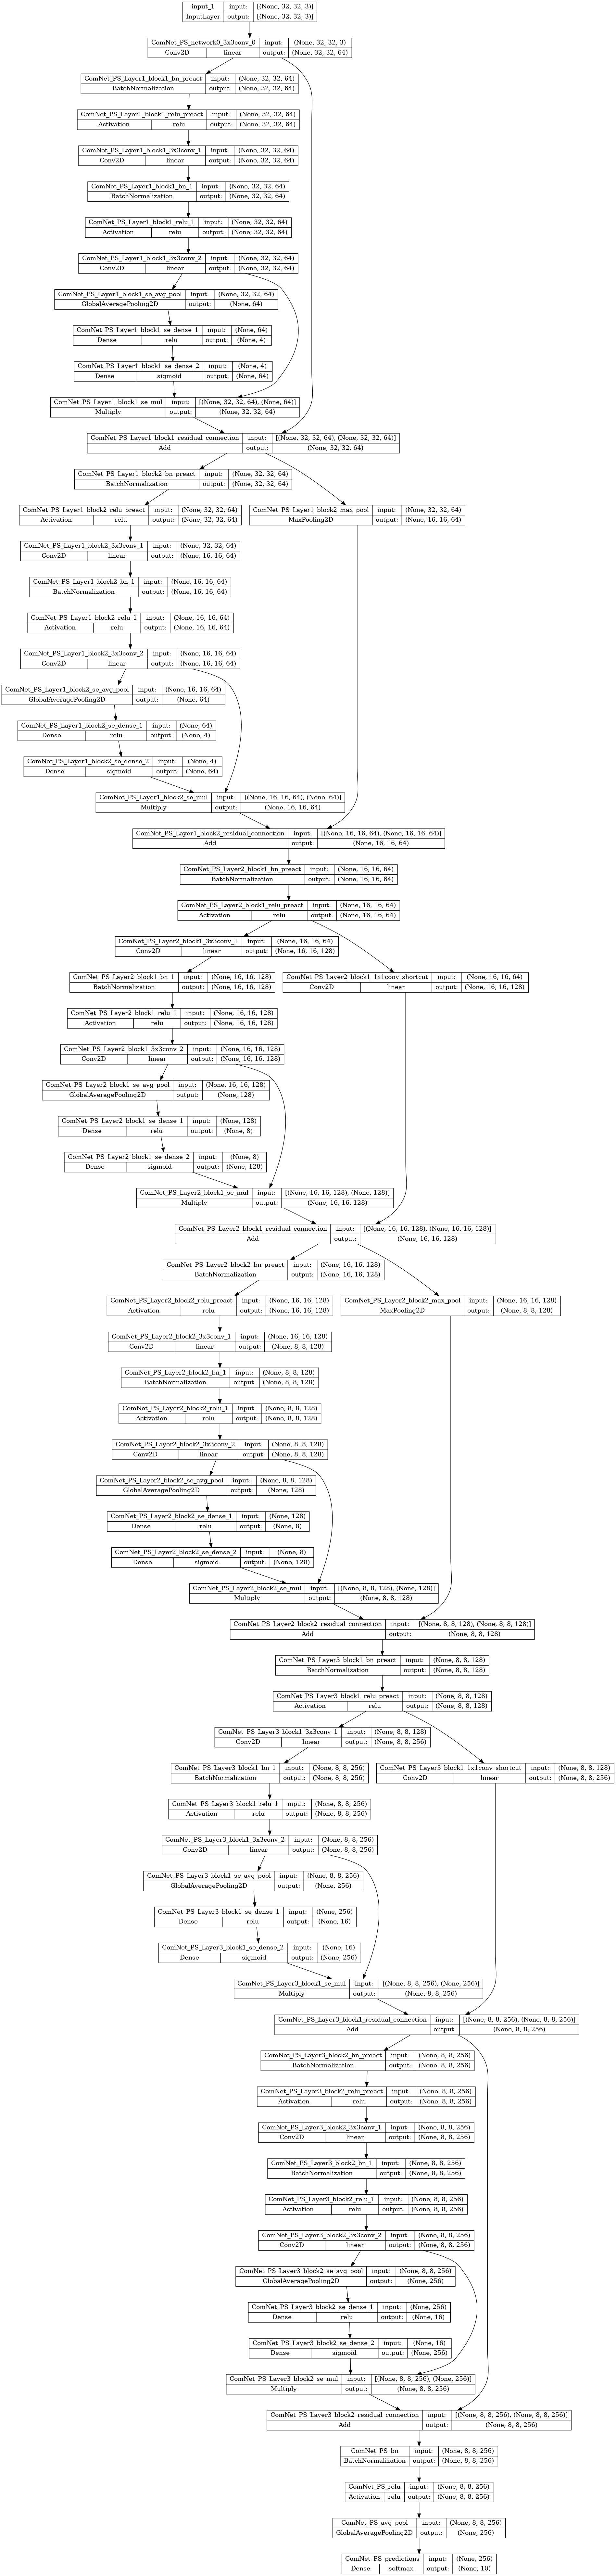 input_1 input: [(None, 32, 32, 3)]
InputLayer output: [(None, 32, 32, 3)]
ComNet_PS_network0_3x3conv_0 input: (None, 32, 32, 3)
Conv2D linear output: (None, 32, 32, 64)
ComNet_PS_Layer1_block1_bn_preact input: (None, 32, 32, 64)
BatchNormalization output: (None, 32, 32, 64)
ComNet_PS_Layer1_block1_relu_preact input: (None, 32, 32, 64)
Activation relu output: (None, 32, 32, 64)
ComNet_PS_Layer1_block1_3x3conv_1 input: (None, 32, 32, 64)
Conv2D linear output: (None, 32, 32, 64)
ComNet_PS_Layer1_block1_bn_1 input: (None, 32, 32, 64)
BatchNormalization output: (None, 32, 32, 64)
ComNet_PS_Layer1_block1_relu_1 input: (None, 32, 32, 64)
Activation relu output: (None, 32, 32, 64)
ComNet_PS_Layer1_block1_3x3conv_2 input: (None, 32, 32, 64)
Conv2D linear output: (None, 32, 32, 64)
ComNet_PS_Layer1_block1_se_avg_pool input: (None, 32, 32, 64)
GlobalAveragePooling2D output: (None, 64)
ComNet_PS_Layer1_block1_se_dense_1 input: (None, 64)
Dense relu output: (None, 4)
ComNet_PS_Layer1_block1_se_dense_2 input: (None, 4)
Dense sigmoid output: (None, 64)
ComNet_PS_Layer1_block1_se_mul input: [(None, 32, 32, 64), (None, 64)]
Multiply output: (None, 32, 32, 64)
ComNet_PS_Layer1_block1_residual_connection input: [(None, 32, 32, 64), (None, 32, 32, 64)]
Add output: (None, 32, 32, 64)
ComNet_PS_Layer1_block2_bn_preact input: (None, 32, 32, 64)
BatchNormalization output: (None, 32, 32, 64)
ComNet_PS_Layer1_block2_relu_preact input: (None, 32, 32, 64)
Activation relu output: (None, 32, 32, 64)
ComNet_PS_Layer1_block2_max_pool input: (None, 32, 32, 64)
MaxPooling2D output: (None, 16, 16, 64)
ComNet_PS_Layer1_block2_3x3conv_1 input: (None, 32, 32, 64)
Conv2D linear output: (None, 16, 16, 64)
ComNet_PS_Layer1_block2_bn_1 input: (None, 16, 16, 64)
BatchNormalization output: (None, 16, 16, 64)
ComNet_PS_Layer1_block2_relu_1 input: (None, 16, 16, 64)
Activation relu output: (None, 16, 16, 64)
ComNet_PS_Layer1_block2_3x3conv_2 input: (None, 16, 16, 64)
Conv2D linear output: (None, 16, 16, 64)
ComNet_PS_Layer1_block2_se_avg_pool input: (None, 16, 16, 64)
GlobalAveragePooling2D output: (None, 64)
ComNet_PS_Layer1_block2_se_dense_1 input: (None, 64)
Dense relu output: (None, 4)
ComNet_PS_Layer1_block2_se_dense_2 input: (None, 4)
Dense sigmoid output: (None, 64)
ComNet_PS_Layer1_block2_se_mul input: [(None, 16, 16, 64), (None, 64)]
Multiply output: (None, 16, 16, 64)
ComNet_PS_Layer1_block2_residual_connection input: [(None, 16, 16, 64), (None, 16, 16, 64)]
Add output: (None, 16, 16, 64)
ComNet_PS_Layer2_block1_bn_preact input: (None, 16, 16, 64)
BatchNormalization output: (None, 16, 16, 64)
ComNet_PS_Layer2_block1_relu_preact input: (None, 16, 16, 64)
Activation relu output: (None, 16, 16, 64)
ComNet_PS_Layer2_block1_3x3conv_1 input: (None, 16, 16, 64)
Conv2D linear output: (None, 16, 16, 128)
ComNet_PS_Layer2_block1_bn_1 input: (None, 16, 16, 128)
BatchNormalization output: (None, 16, 16, 128)
ComNet_PS_Layer2_block1_1x1conv_shortcut input: (None, 16, 16, 64)
Conv2D linear output: (None, 16, 16, 128)
ComNet_PS_Layer2_block1_relu_1 input: (None, 16, 16, 128)
Activation relu output: (None, 16, 16, 128)
ComNet_PS_Layer2_block1_3x3conv_2 input: (None, 16, 16, 128)
Conv2D linear output: (None, 16, 16, 128)
ComNet_PS_Layer2_block1_se_avg_pool input: (None, 16, 16, 128)
GlobalAveragePooling2D output: (None, 128)
ComNet_PS_Layer2_block1_se_dense_1 input: (None, 128)
Dense relu output: (None, 8)
ComNet_PS_Layer2_block1_se_dense_2 input: (None, 8)
Dense sigmoid output: (None, 128)
ComNet_PS_Layer2_block1_se_mul input: [(None, 16, 16, 128), (None, 128)]
Multiply output: (None, 16, 16, 128)
ComNet_PS_Layer2_block1_residual_connection input: [(None, 16, 16, 128), (None, 16, 16, 128)]
Add output: (None, 16, 16, 128)
ComNet_PS_Layer2_block2_bn_preact input: (None, 16, 16, 128)
BatchNormalization output: (None, 16, 16, 128)
ComNet_PS_Layer2_block2_relu_preact input: (None, 16, 16, 128)
Activation relu output: (None, 16, 16, 128)
ComNet_PS_Layer2_block2_max_pool input: (None, 16, 16, 128)
MaxPooling2D output: (None, 8, 8, 128)
ComNet_PS_Layer2_block2_3x3conv_1 input: (None, 16, 16, 128)
Conv2D linear output: (None, 8, 8, 128)
ComNet_PS_Layer2_block2_bn_1 input: (None, 8, 8, 128)
BatchNormalization output: (None, 8, 8, 128)
ComNet_PS_Layer2_block2_relu_1 input: (None, 8, 8, 128)
Activation relu output: (None, 8, 8, 128)
ComNet_PS_Layer2_block2_3x3conv_2 input: (None, 8, 8, 128)
Conv2D linear output: (None, 8, 8, 128)
ComNet_PS_Layer2_block2_se_avg_pool input: (None, 8, 8, 128)
GlobalAveragePooling2D output: (None, 128)
ComNet_PS_Layer2_block2_se_dense_1 input: (None, 128)
Dense relu output: (None, 8)
ComNet_PS_Layer2_block2_se_dense_2 input: (None, 8)
Dense sigmoid output: (None, 128)
ComNet_PS_Layer2_block2_se_mul input: [(None, 8, 8, 128), (None, 128)]
Multiply output: (None, 8, 8, 128)
ComNet_PS_Layer2_block2_residual_connection input: [(None, 8, 8, 128), (None, 8, 8, 128)]
Add output: (None, 8, 8, 128)
ComNet_PS_Layer3_block1_bn_preact input: (None, 8, 8, 128)
BatchNormalization output: (None, 8, 8, 128)
ComNet_PS_Layer3_block1_relu_preact input: (None, 8, 8, 128)
Activation relu output: (None, 8, 8, 128)
ComNet_PS_Layer3_block1_3x3conv_1 input: (None, 8, 8, 128)
Conv2D linear output: (None, 8, 8, 256)
ComNet_PS_Layer3_block1_bn_1 input: (None, 8, 8, 256)
BatchNormalization output: (None, 8, 8, 256)
ComNet_PS_Layer3_block1_1x1conv_shortcut input: (None, 8, 8, 128)
Conv2D linear output: (None, 8, 8, 256)
ComNet_PS_Layer3_block1_relu_1 input: (None, 8, 8, 256)
Activation relu output: (None, 8, 8, 256)
ComNet_PS_Layer3_block1_3x3conv_2 input: (None, 8, 8, 256)
Conv2D linear output: (None, 8, 8, 256)
ComNet_PS_Layer3_block1_se_avg_pool input: (None, 8, 8, 256)
GlobalAveragePooling2D output: (None, 256)
ComNet_PS_Layer3_block1_se_dense_1 input: (None, 256)
Dense relu output: (None, 16)
ComNet_PS_Layer3_block1_se_dense_2 input: (None, 16)
Dense sigmoid output: (None, 256)
ComNet_PS_Layer3_block1_se_mul input: [(None, 8, 8, 256), (None, 256)]
Multiply output: (None, 8, 8, 256)
ComNet_PS_Layer3_block1_residual_connection input: [(None, 8, 8, 256), (None, 8, 8, 256)]
Add output: (None, 8, 8, 256)
ComNet_PS_Layer3_block2_bn_preact input: (None, 8, 8, 256)
BatchNormalization output: (None, 8, 8, 256)
ComNet_PS_Layer3_block2_relu_preact input: (None, 8, 8, 256)
Activation relu output: (None, 8, 8, 256)
ComNet_PS_Layer3_block2_3x3conv_1 input: (None, 8, 8, 256)
Conv2D linear output: (None, 8, 8, 256)
ComNet_PS_Layer3_block2_bn_1 input: (None, 8, 8, 256)
BatchNormalization output: (None, 8, 8, 256)
ComNet_PS_Layer3_block2_relu_1 input: (None, 8, 8, 256)
Activation relu output: (None, 8, 8, 256)
ComNet_PS_Layer3_block2_3x3conv_2 input: (None, 8, 8, 256)
Conv2D linear output: (None, 8, 8, 256)
ComNet_PS_Layer3_block2_se_avg_pool input: (None, 8, 8, 256)
GlobalAveragePooling2D output: (None, 256)
ComNet_PS_Layer3_block2_se_dense_1 input: (None, 256)
Dense relu output: (None, 16)
ComNet_PS_Layer3_block2_se_dense_2 input: (None, 16)
Dense sigmoid output: (None, 256)
ComNet_PS_Layer3_block2_se_mul input: [(None, 8, 8, 256), (None, 256)]
Multiply output: (None, 8, 8, 256)
ComNet_PS_Layer3_block2_residual_connection input: [(None, 8, 8, 256), (None, 8, 8, 256)]
Add output: (None, 8, 8, 256)
ComNet_PS_bn input: (None, 8, 8, 256)
BatchNormalization output: (None, 8, 8, 256)
ComNet_PS_relu input: (None, 8, 8, 256)
Activation relu output: (None, 8, 8, 256)
ComNet_PS_avg_pool input: (None, 8, 8, 256)
GlobalAveragePooling2D output: (None, 256)
ComNet_PS_predictions input: (None, 256)
Dense softmax output: (None, 10)